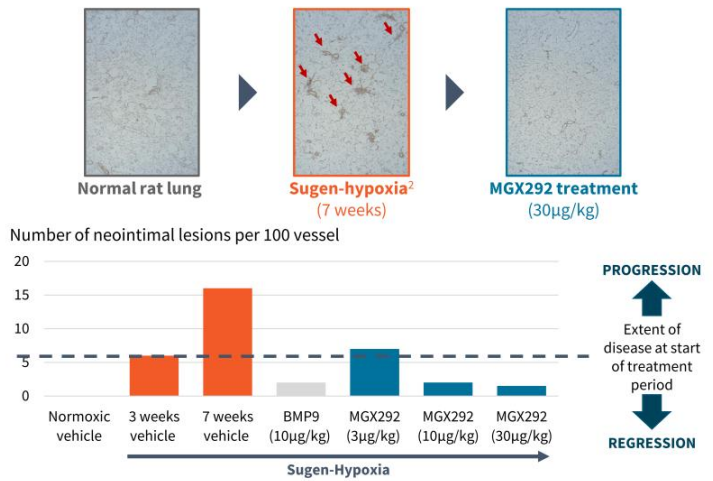 Normal rat lung
Sugen-hypoxia²
(7 weeks)
MGX292 treatment
(30µg/kg)
Number of neointimal lesions per 100 vessel
20
15
10
5
0
Normoxic
vehicle
3 weeks
vehicle
7 weeks
vehicle
BMP9
(10µg/kg)
MGX292
(3µg/kg)
MGX292
(10µg/kg)
MGX292
(30µg/kg)
Sugen-Hypoxia
PROGRESSION
Extent of
disease at start
of treatment
period
REGRESSION